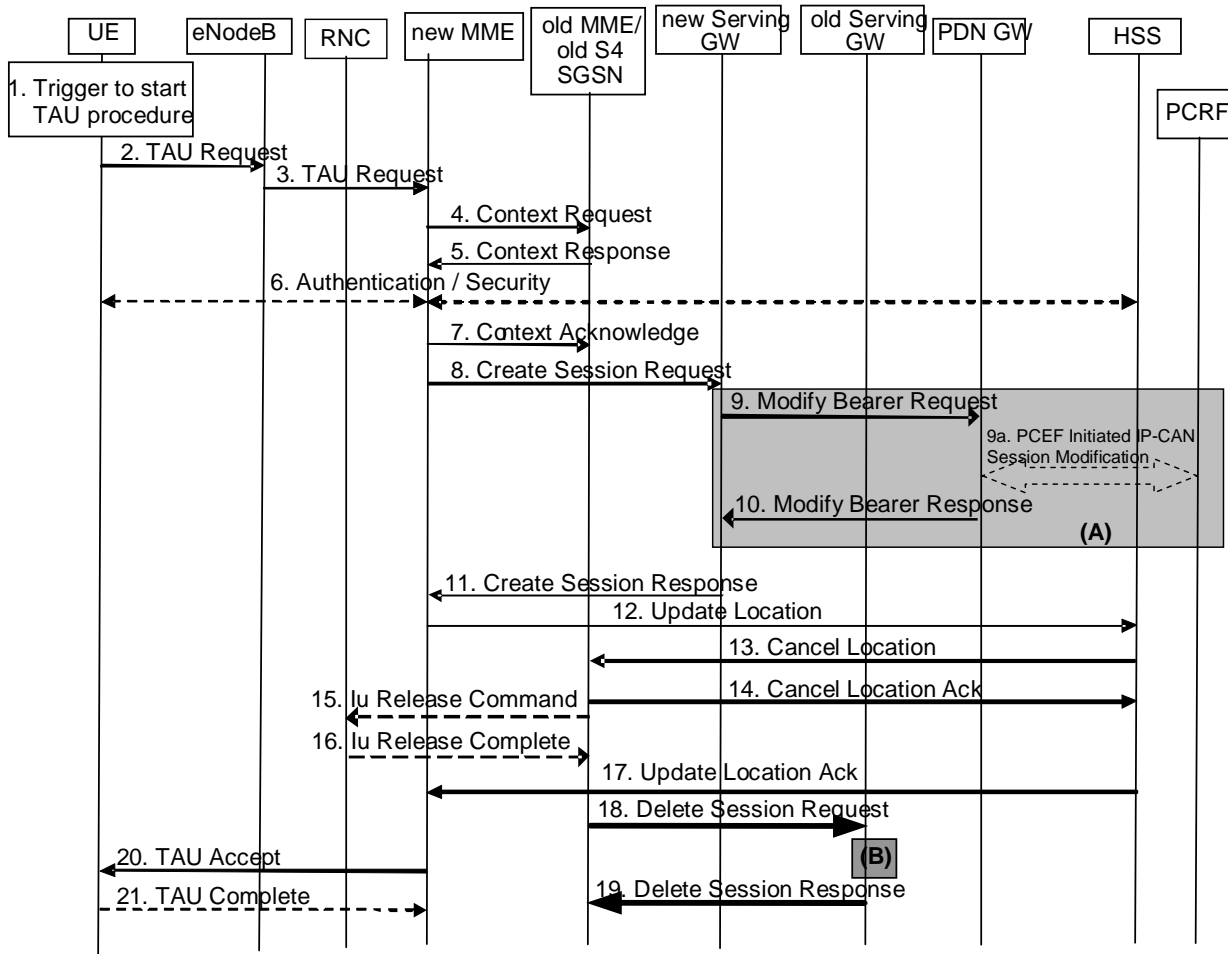 UE
eNodeB
RNC
new MME
old MME/
old S4
SGSN
new Serving
GW
old Serving
GW
PDN GW
HSS
PCRF
1. Trigger to start
TAU procedure
2. TAU Request
3. TAU Request
4. Context Request
5. Context Response
6. Authentication / Security
7. Context Acknowledge
8. Create Session Request
9. Modify Bearer Request
9a. PCEF Initiated IP-CAN
Session Modification
10. Modify Bearer Response
(A)
11. Create Session Response
12. Update Location
13. Cancel Location
14. Cancel Location Ack
15. Iu Release Command
16. Iu Release Complete
17. Update Location Ack
18. Delete Session Request
(B)
20. TAU Accept
19. Delete Session Response
21. TAU Complete